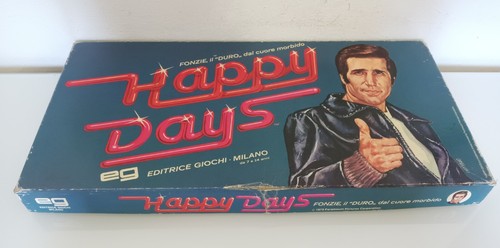 FONZIE, il "DURO„ dal cuore morbido
Happy
Days
eg EDITRICE GIOCHI - MILANO
eg
HAPPY DAYS FONZIE, il "DURO„ dal cuore morbido